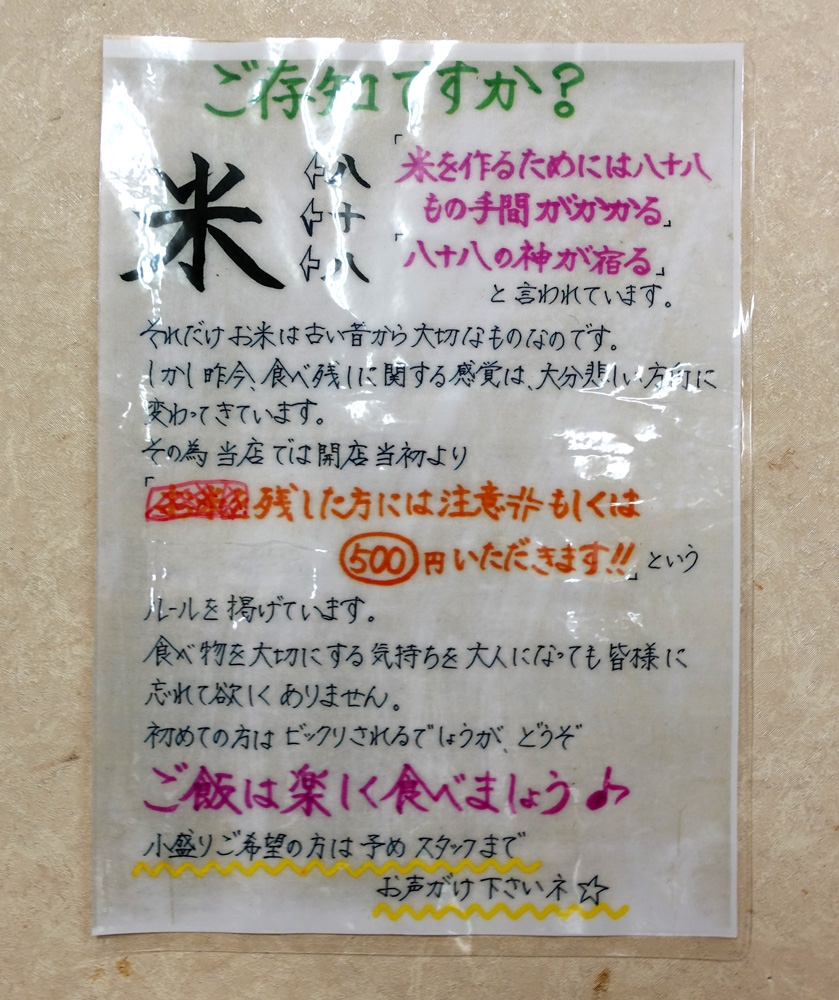 ご存知ですか？
米 ⇦八
⇦十
⇦八
「米を作るためには八十八
もの手間がかかる」
「八十八の神が宿る」
と言われています。
それだけお米は古い昔から大切なものなのです。
しかし昨今、食べ残しに関する感覚は、大分悲しい方向に
変わってきています。
その為当店では開店当初より
「お米を残した方には注意!!もしくは
500円いただきます!!」という
ルールを掲げています。
食べ物を大切にする気持ちを大人になっても皆様に
忘れて欲しくありません。
初めての方はビックリされるでしょうが、どうぞ
ご飯は楽しく食べましょう♪
小盛りご希望の方は予めスタッフまで
お声がけ下さいネ☆